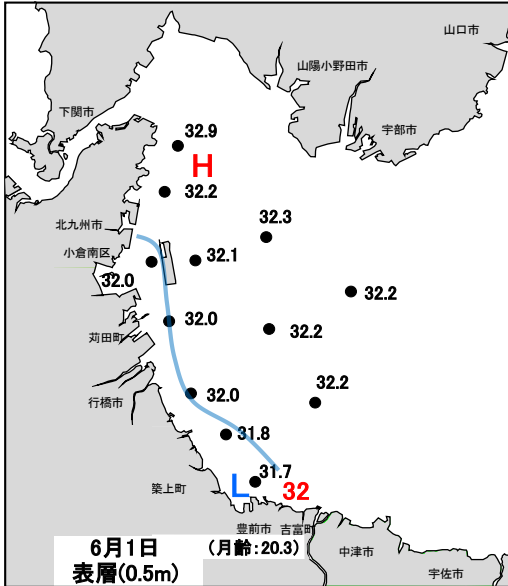 山口市
山陽小野田市
下関市
宇部市
32.9
H
32.2
北九州市
32.3
小倉南区
32.1
32.0
32.2
32.0
32.2
苅田町
32.2
32.0
行橋市
31.8
31.7
L
32
築上町
豊前市 吉富町
6月1日 (月齢:20.3)
表層(0.5m)
中津市
宇佐市